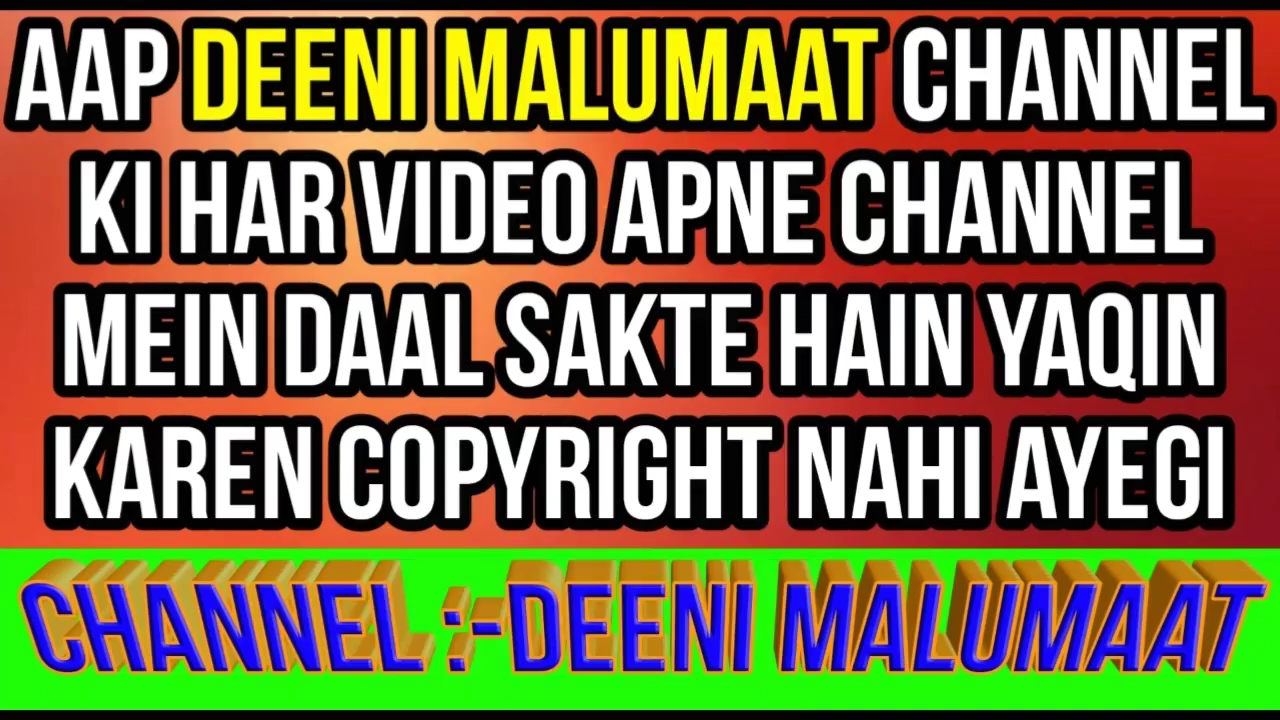 AAP DEENI MALUMAAT CHANNEL
KI HAR VIDEO APNE CHANNEL
MEIN DAAL SAKTE HAIN YAQIN
KAREN COPYRIGHT NAHI AYEGI
CHANNEL :-DEENI MALUMAAT